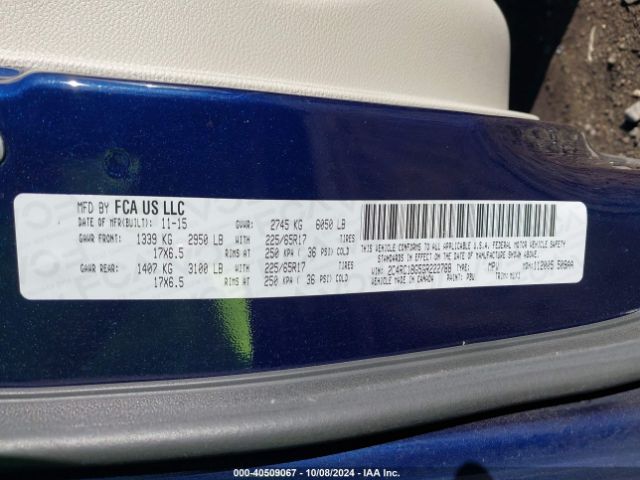 MFD BY FCA US LLC
DATE OF MFR(BUILT): 11-15 GVWR: 2745 KG 6050 LB
GAWR FRONT: 1339 KG 2950 LB WITH 225/65R17 TIRES
17X6.5 RIMS AT 250 KPA ( 36 PSI) COLD
GAWR REAR: 1407 KG 3100 LB WITH 225/65R17 TIRES
17X6.5 RIMS AT 250 KPA ( 36 PSI) COLD
THIS VEHICLE CONFORMS TO ALL APPLICABLE U.S.A. FEDERAL MOTOR VEHICLE SAFETY
STANDARDS IN EFFECT ON THE DATE OF MANUFACTURE SHOWN ABOVE.
VIN: TYPE: MPV MDH:
VEHICLE MADE IN CANADA PAINT: PBU TRIM:
000-40509067 - 10/08/2024 - IAA Inc.